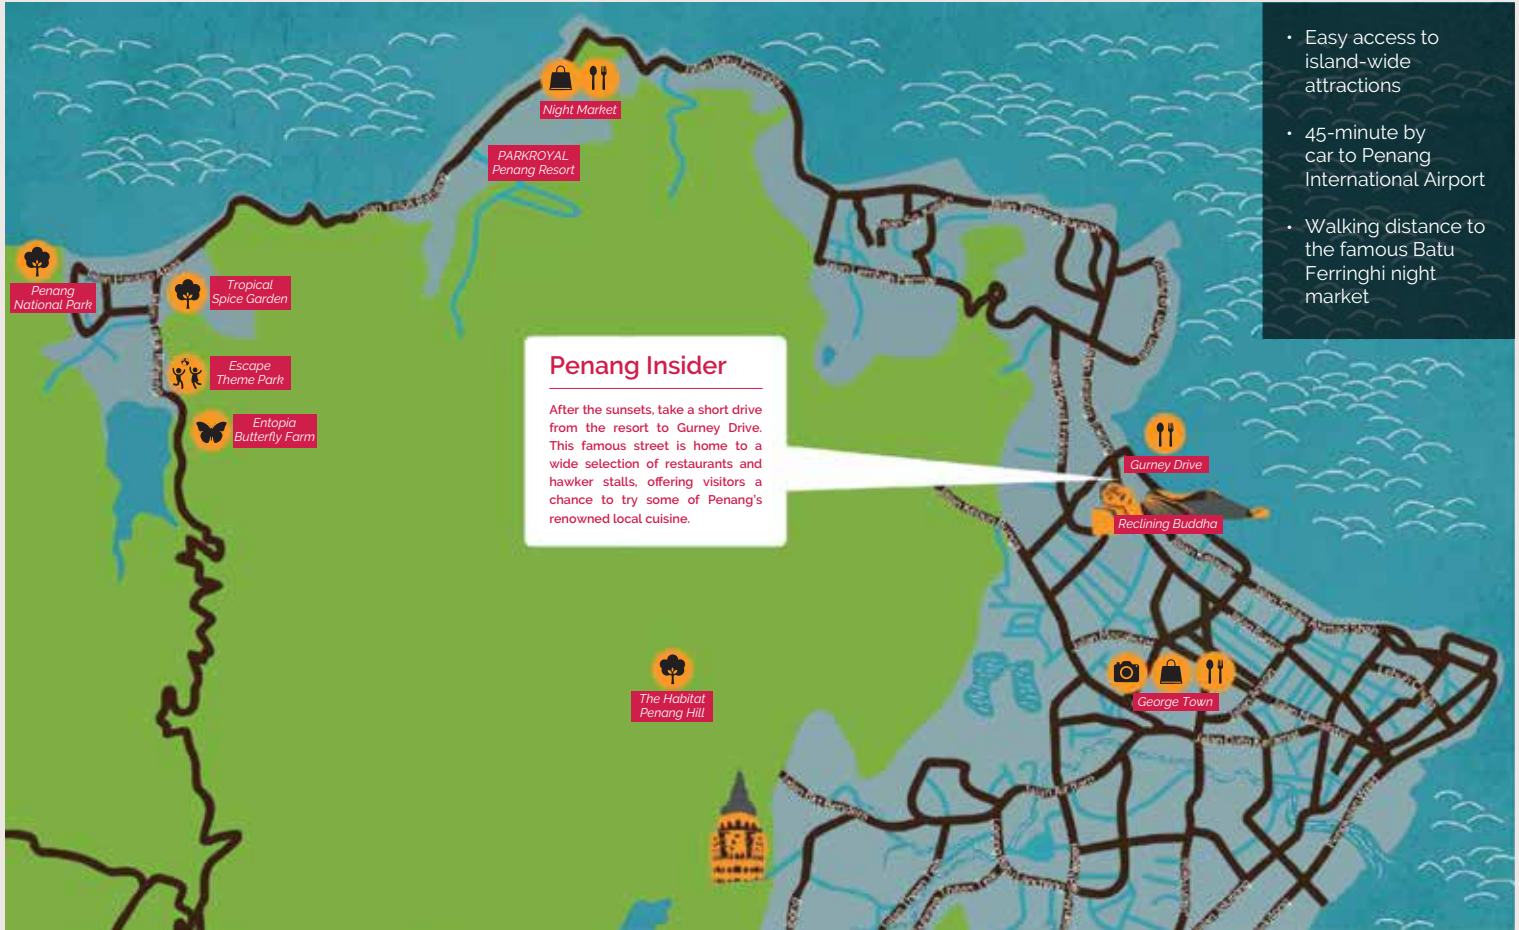 • Easy access to
island-wide
attractions
• 45-minute by
car to Penang
International Airport
• Walking distance to
the famous Batu
Ferringhi night
market
Night Market
PARKROYAL
Penang Resort
Penang
National Park
Tropical
Spice Garden
Escape
Theme Park
Entopia
Butterfly Farm
Penang Insider
After the sunsets, take a short drive
from the resort to Gurney Drive.
This famous street is home to a
wide selection of restaurants and
hawker stalls, offering visitors a
chance to try some of Penang's
renowned local cuisine.
Gurney Drive
Reclining Buddha
The Habitat
Penang Hill
George Town